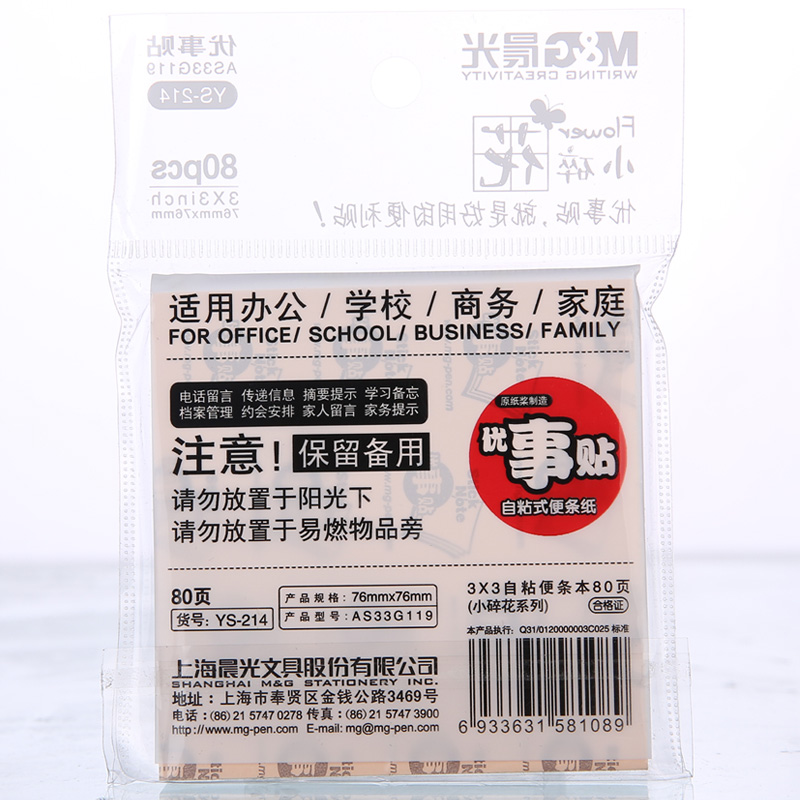 M&G晨光
WRITING CREATIVITY
优事贴
AS33G119
YS-214
Flower
小碎花
80pcs
3X3inch
76mmx76mm
优事贴,就是好用的便利贴!
适用办公 / 学校 / 商务 / 家庭
FOR OFFICE/ SCHOOL/ BUSINESS/ FAMILY
电话留言 传递信息 摘要提示 学习备忘
档案管理 约会安排 家人留言 家务提示
注意! 保留备用
请勿放置于阳光下
请勿放置于易燃物品旁
原纸浆制造
优事贴
自粘式便条纸
80页
货号: YS-214
产品规格: 76mmx76mm
产品型号: AS33G119
3X3自粘便条本80页
(小碎花系列) 合格证
本产品执行: Q31/0120000003C025 标准
上海晨光文具股份有限公司
SHANGHAI M&G STATIONERY INC.
地址: 上海市奉贤区金钱公路3469号
电话: (86) 21 5747 0278 传真: (86) 21 5747 3900
http://www.mg-pen.com E-mail: mg@mg-pen.com
6 933631 581089